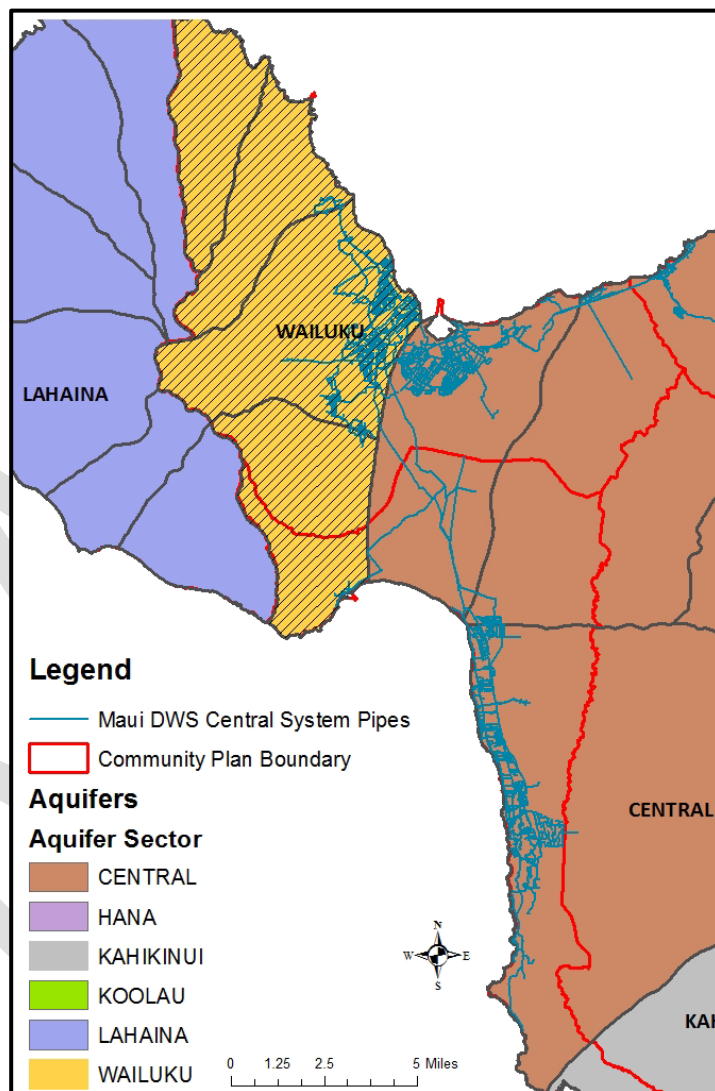 WAILUKU
LAHAINA
CENTRAL
KAH
Legend
Maui DWS Central System Pipes
Community Plan Boundary
Aquifers
Aquifer Sector
CENTRAL
HANA
KAHIKINUI
KOOLAU
LAHAINA
WAILUKU
N
W E
S
0 1.25 2.5 5 Miles